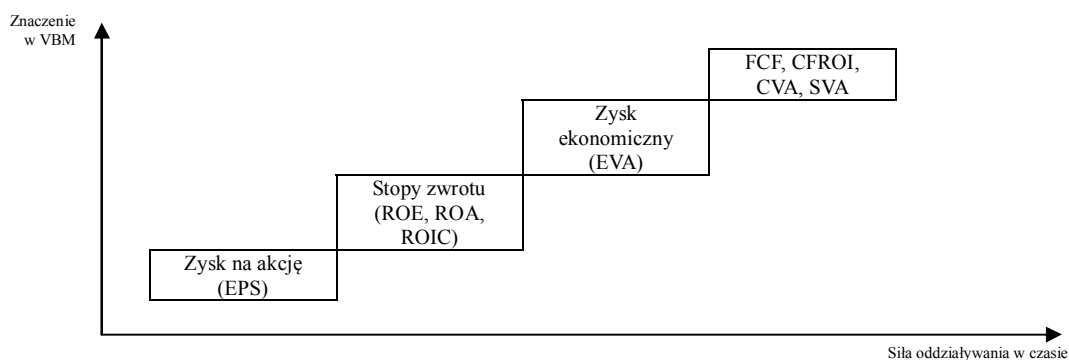 Znaczenie
w VBM
FCF, CFROI,
CVA, SVA
Zysk
ekonomiczny
(EVA)
Stopy zwrotu
(ROE, ROA,
ROIC)
Zysk na akcję
(EPS)
Siła oddziaływania w czasie